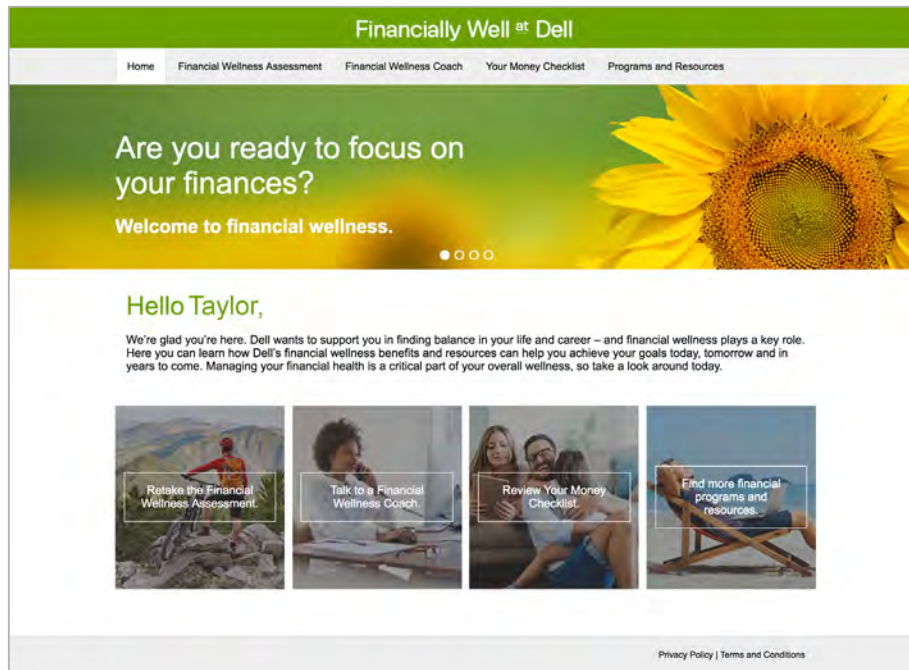 Financially Well at Dell
Home Financial Wellness Assessment Financial Wellness Coach Your Money Checklist Programs and Resources
Are you ready to focus on
your finances?
Welcome to financial wellness.
Hello Taylor,
We're glad you're here. Dell wants to support you in finding balance in your life and career – and financial wellness plays a key role.
Here you can learn how Dell's financial wellness benefits and resources can help you achieve your goals today, tomorrow and in
years to come. Managing your financial health is a critical part of your overall wellness, so take a look around today.
Retake the Financial
Wellness Assessment.
Talk to a Financial
Wellness Coach.
Review Your Money
Checklist.
Find more financial
programs and
resources.
Privacy Policy | Terms and Conditions